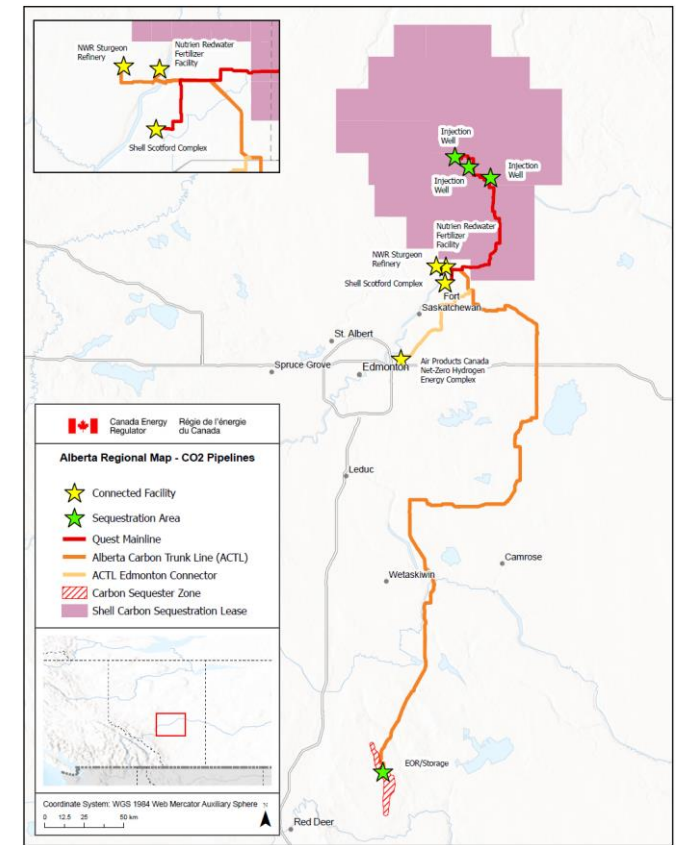 NWR Sturgeon
Refinery
Nutrien Redwater
Fertilizer
Facility
Shell Scotford Complex
Injection
Well
Injection
Well
Injection
Well
Nutrien Redwater
Fertilizer
Facility
NWR Sturgeon
Refinery
Shell Scotford Complex
Fort
Saskatchewan
St. Albert
Spruce Grove
Edmonton
Air Products Canada
Net-Zero Hydrogen
Energy Complex
Leduc
Camrose
Wetaskiwin
EOR/Storage
Red Deer
Canada Energy
Regulator
Régie de l'énergie
du Canada
Alberta Regional Map - CO2 Pipelines
Connected Facility
Sequestration Area
Quest Mainline
Alberta Carbon Trunk Line (ACTL)
ACTL Edmonton Connector
Carbon Sequester Zone
Shell Carbon Sequestration Lease
Coordinate System: WGS 1984 Web Mercator Auxiliary Sphere
N
0 12.5 25 50 km